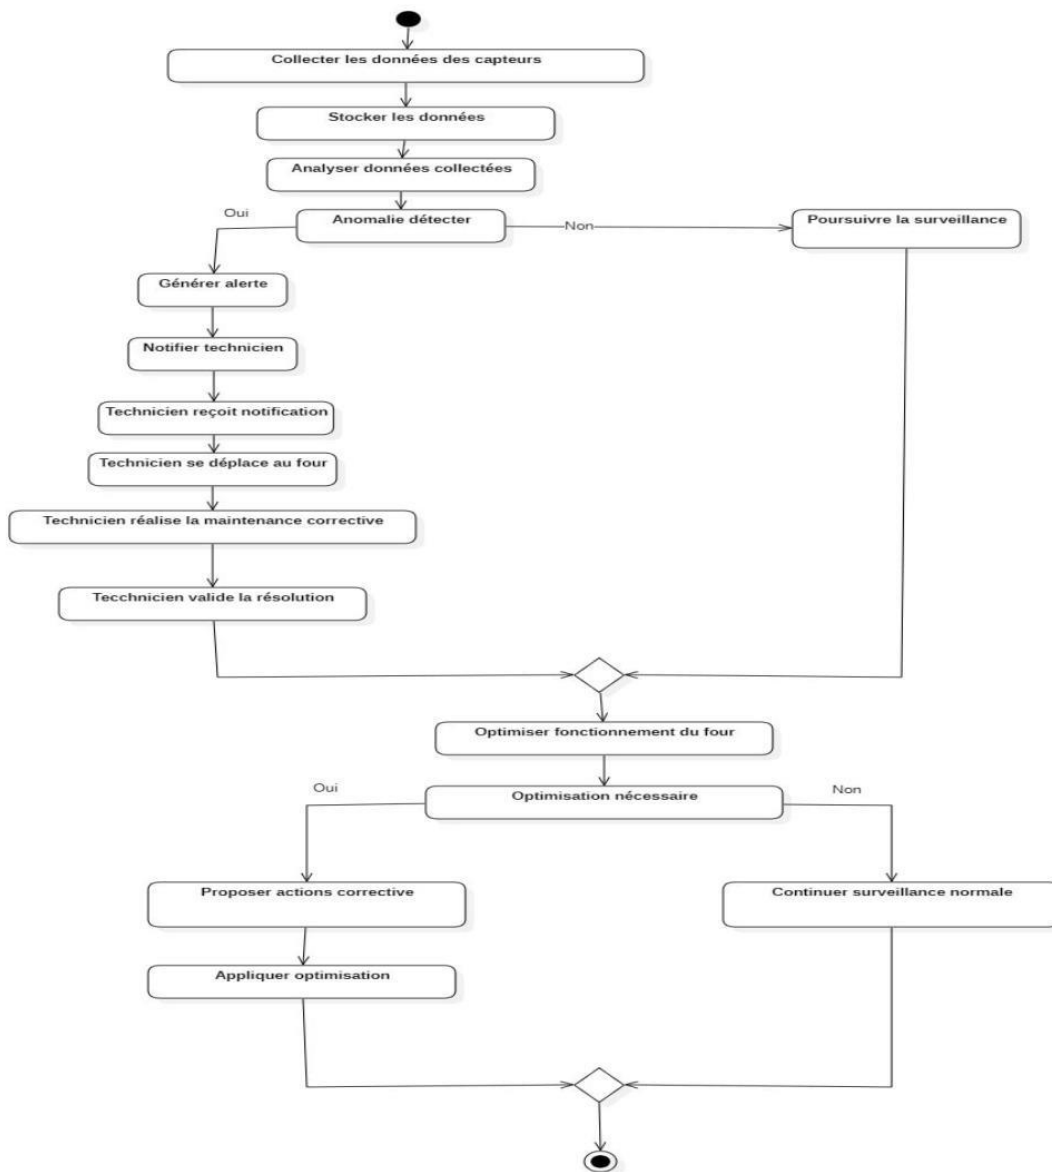 Collecter les données des capteurs
Stocker les données
Analyser données collectées
Oui
Anomalie détecter
Non
Poursuivre la surveillance
Générer alerte
Notifier technicien
Technicien reçoit notification
Technicien se déplace au four
Technicien réalise la maintenance corrective
Tecchnicien valide la résolution
Optimiser fonctionnement du four
Oui
Optimisation nécessaire
Non
Proposer actions corrective
Continuer surveillance normale
Appliquer optimisation